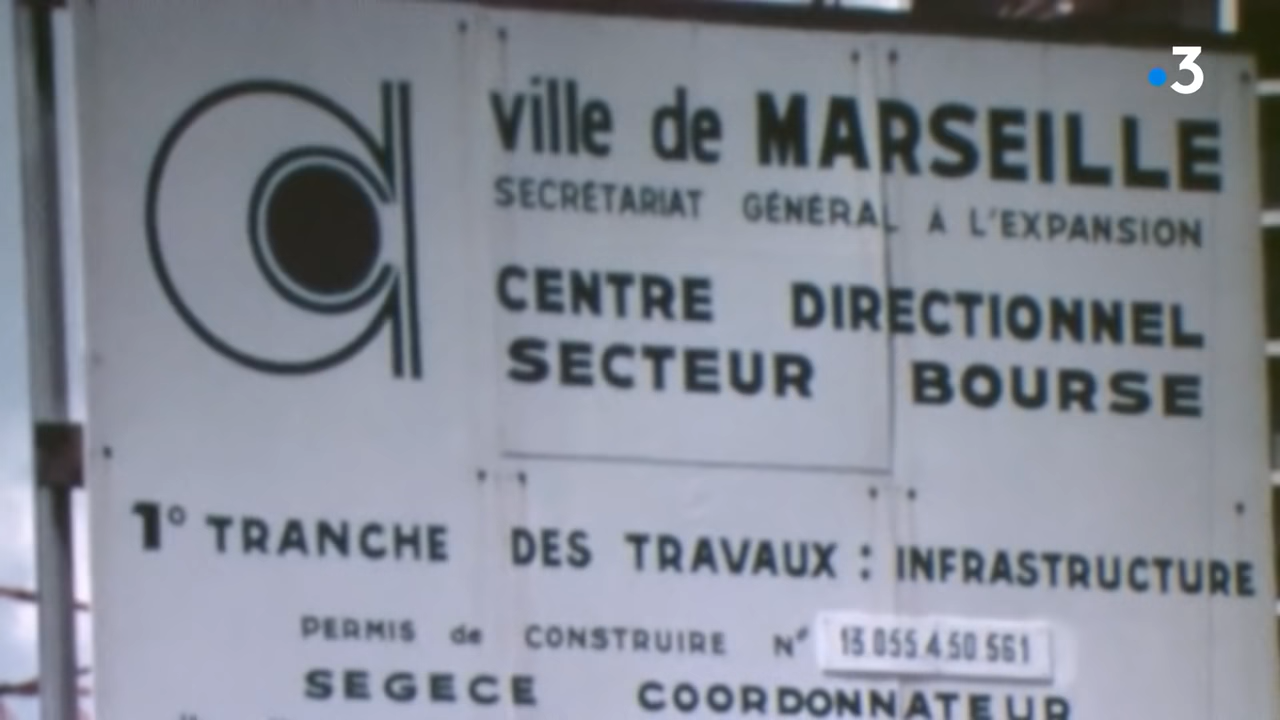 3
ville de MARSEILLE
SECRÉTARIAT GÉNÉRAL À L'EXPANSION
CENTRE DIRECTIONNEL
SECTEUR BOURSE
1° TRANCHE DES TRAVAUX : INFRASTRUCTURE
PERMIS de CONSTRUIRE N° 13.055.4.50.561
SEGECE COORDONNATEUR